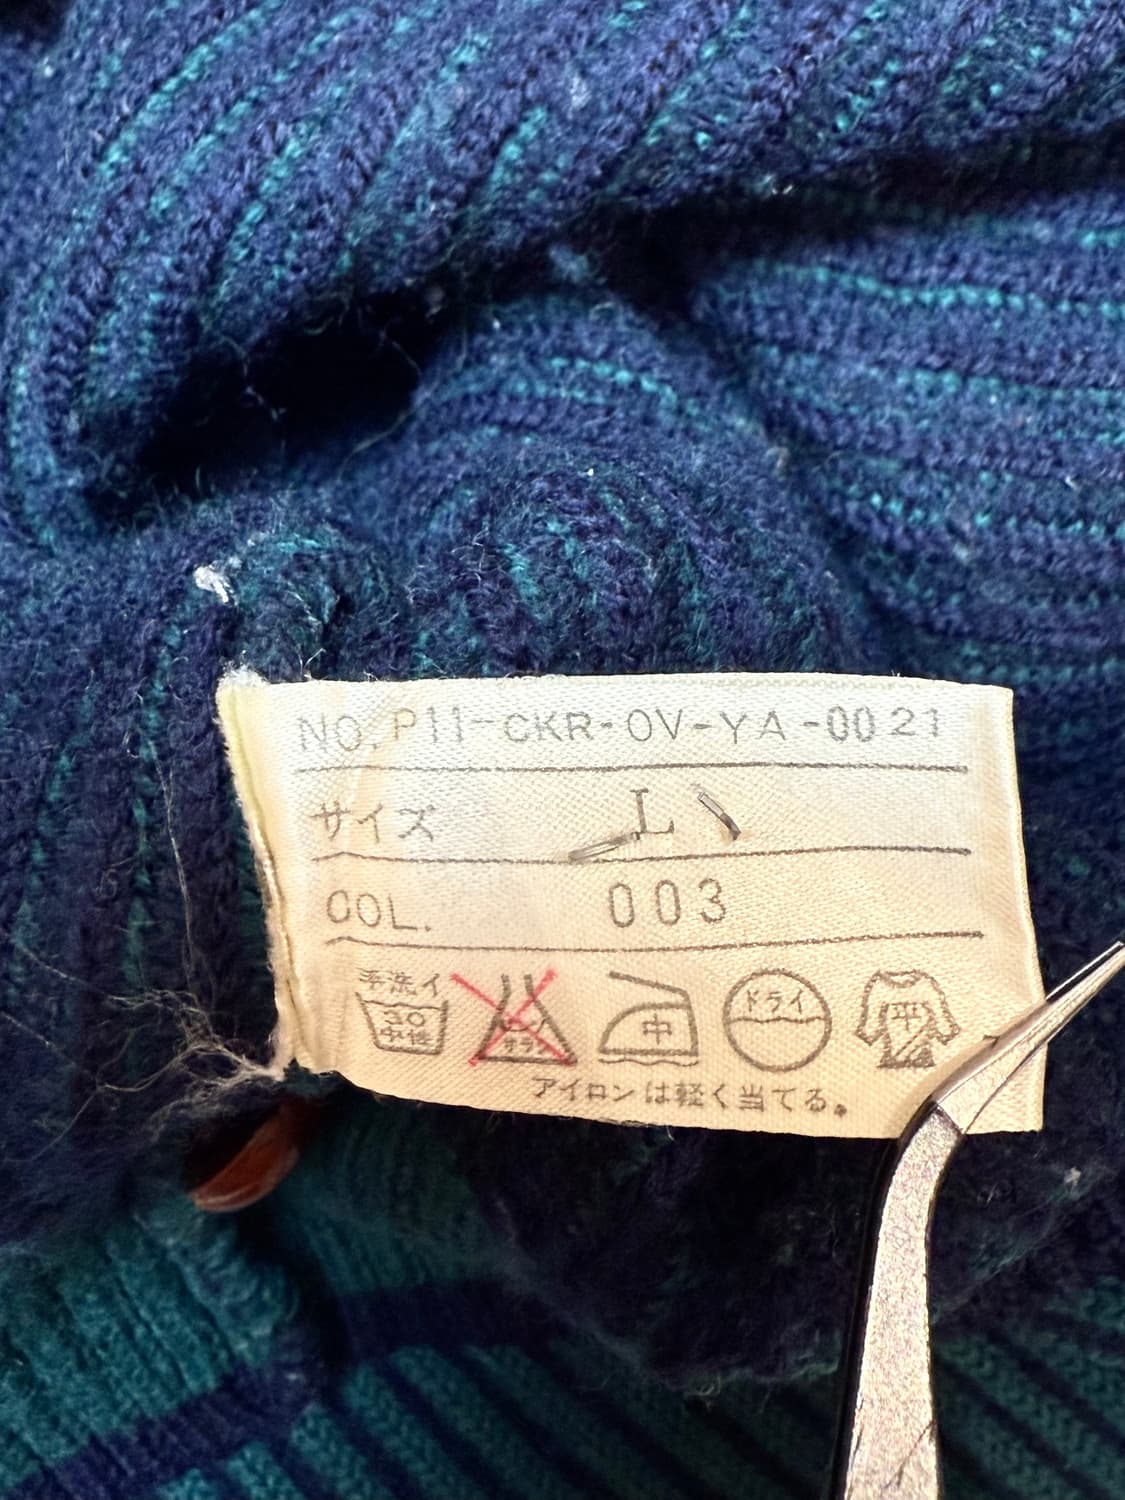 NO. P11-CKR-OV-YA-0021
サイズ L
COL. 003
手洗イ
30
中性
中
ドライ
平
アイロンは軽く当てる。